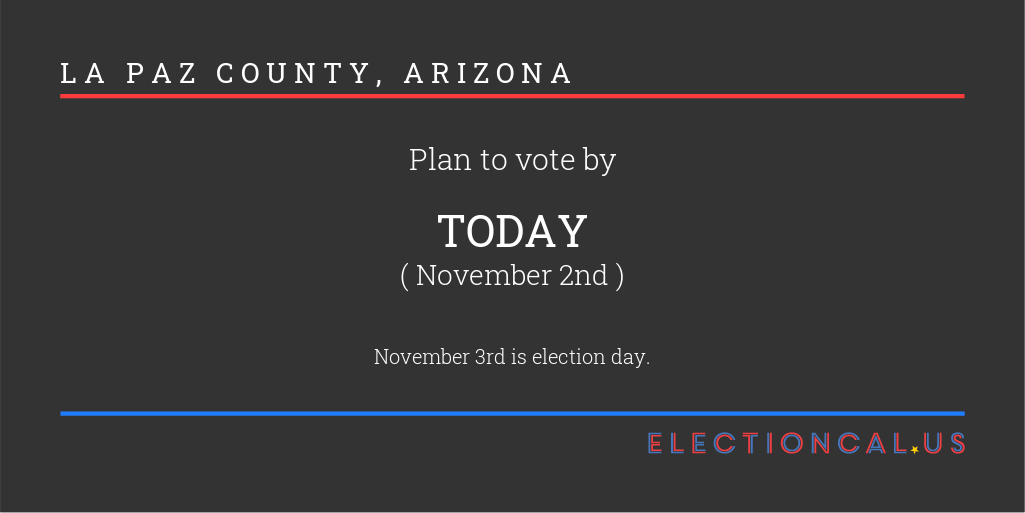 LA PAZ COUNTY, ARIZONA
Plan to vote by
TODAY
( November 2nd )
November 3rd is election day.
ELECTIONCAL.US